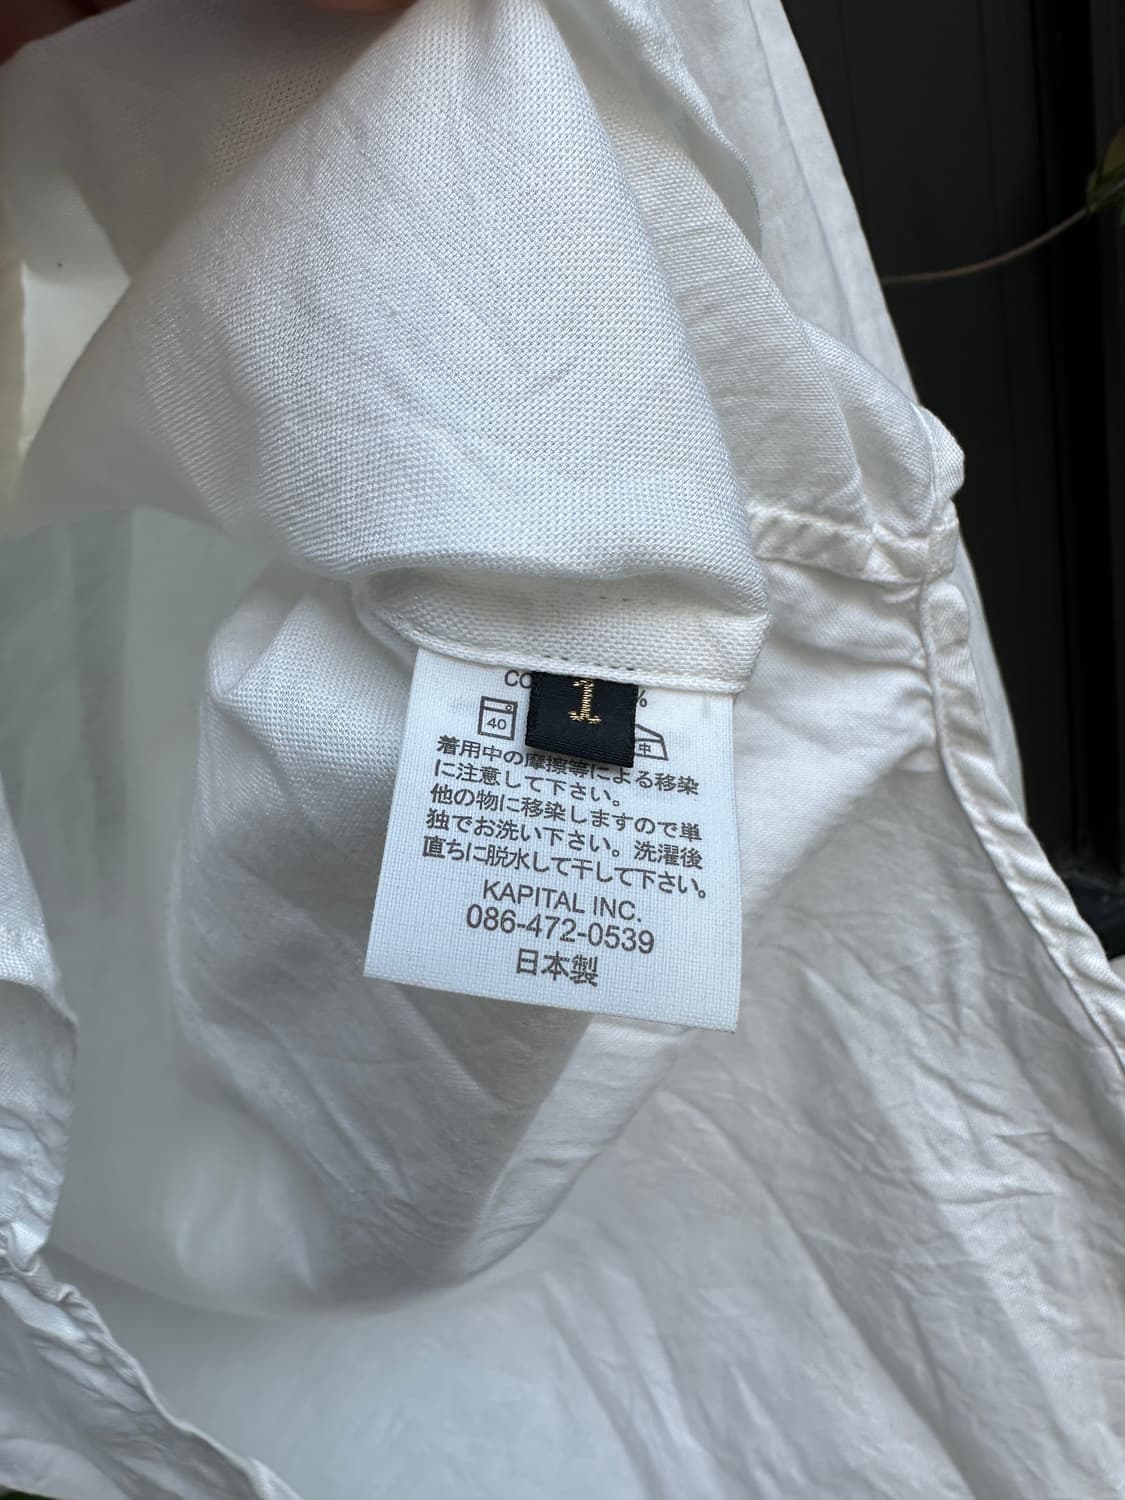 1
40
中
着用中の摩擦等による移染
に注意して下さい。
他の物に移染しますので単
独でお洗い下さい。洗濯後
直ちに脱水して干して下さい。
KAPITAL INC.
086-472-0539
日本製